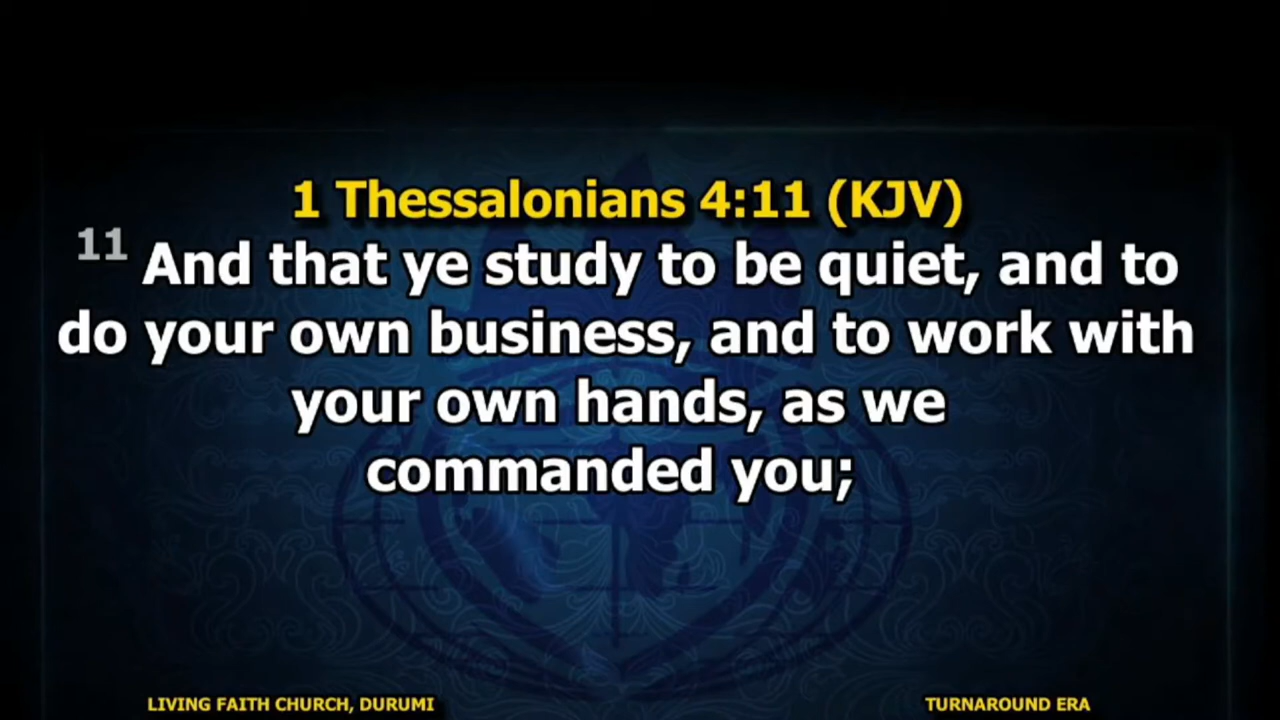 1 Thessalonians 4:11 (KJV)
11 And that ye study to be quiet, and to
do your own business, and to work with
your own hands, as we
commanded you;
LIVING FAITH CHURCH, DURUMI
TURNAROUND ERA